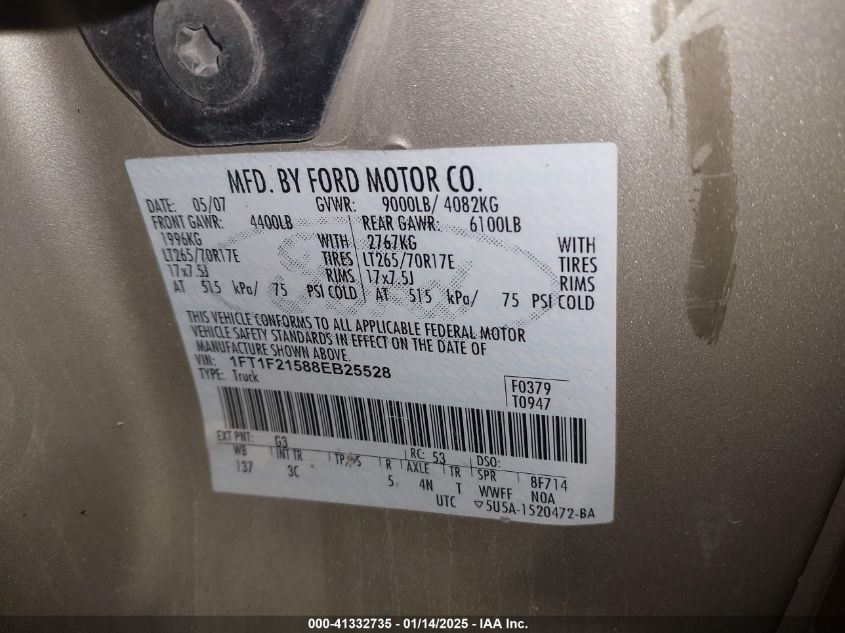 MFD. BY FORD MOTOR CO.
DATE: 05/07 GVWR: 9000LB/ 4082KG
FRONT GAWR: 4400LB REAR GAWR: 6100LB
1996KG WITH 2767KG WITH
LT265/70R17E TIRES LT265/70R17E TIRES
17x7.5J RIMS 17x7.5J RIMS
AT 515 kPa/ 75 PSI COLD AT 515 kPa/ 75 PSI COLD
THIS VEHICLE CONFORMS TO ALL APPLICABLE FEDERAL MOTOR
VEHICLE SAFETY STANDARDS IN EFFECT ON THE DATE OF
MANUFACTURE SHOWN ABOVE.
VIN: 1FT1F21588EB25528
TYPE: Truck
F0379
T0947
EXT PNT: G3 RC: 53 DSO:
WB INT TR TP/PS R AXLE TR SPR 8F714
137 3C 5 4N T WWFF N0A
UTC ▽5U5A-1520472-BA
000-41332735 - 01/14/2025 - IAA Inc.